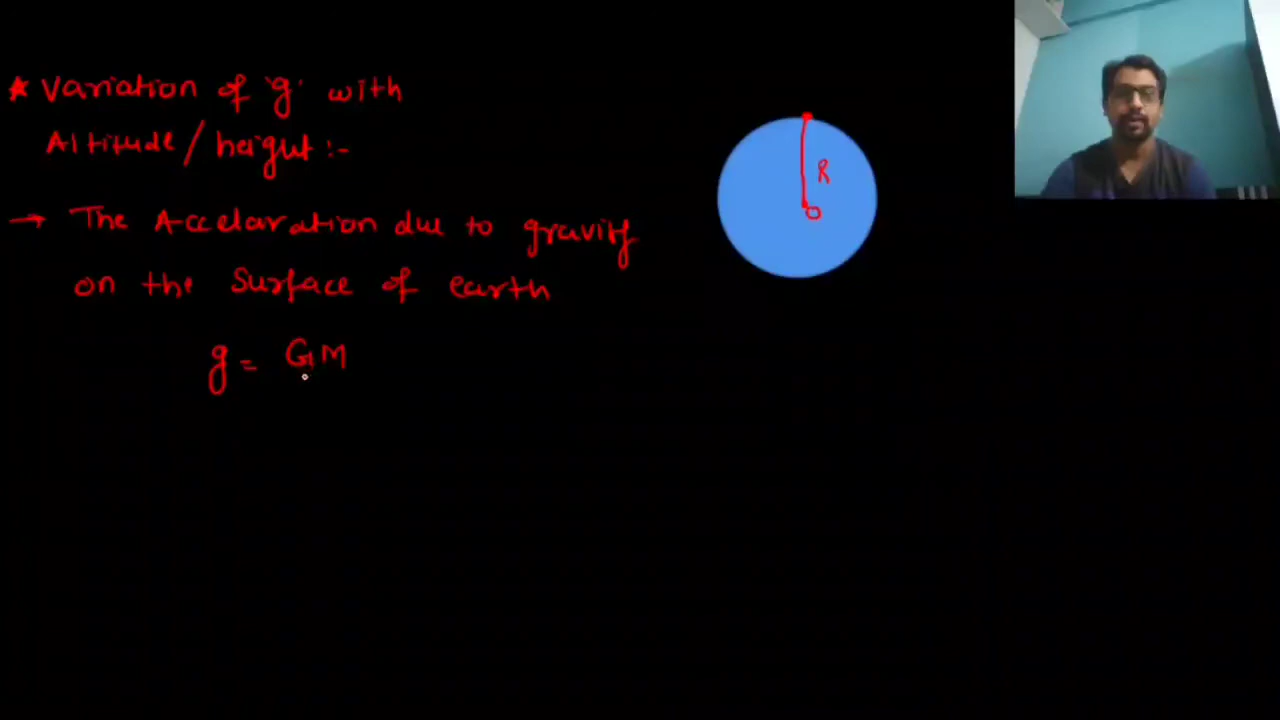 * Variation of 'g' with
Altitude / height :-
→ The Accelaration due to gravity
on the Surface of earth
g = GM
R
O